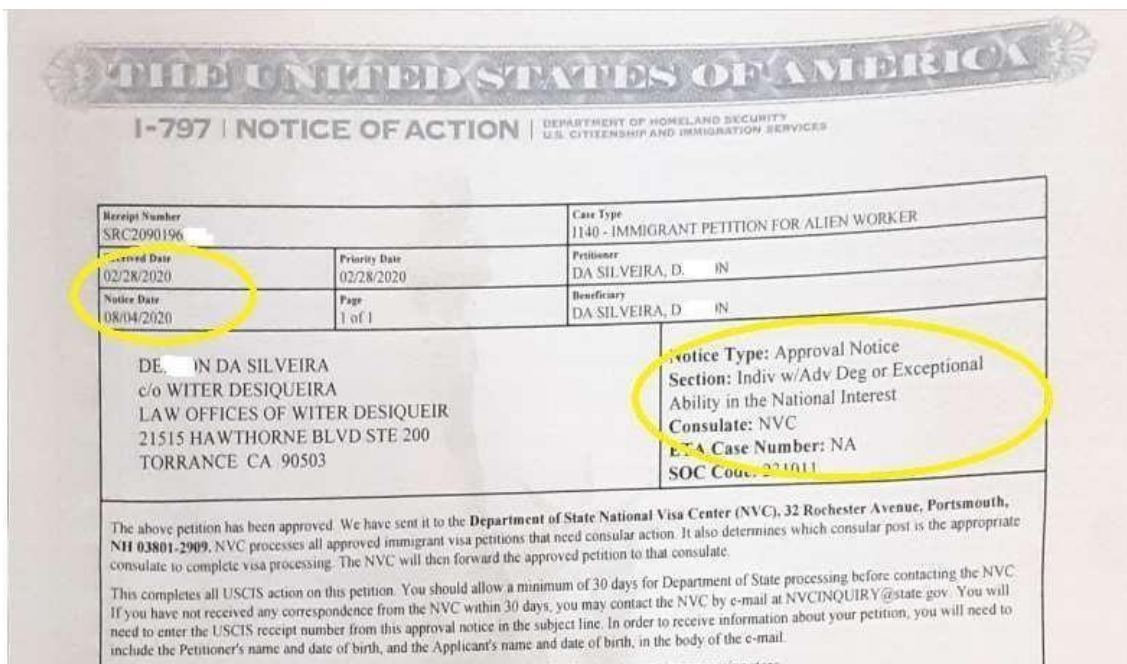 THE UNITED STATES OF AMERICA
I-797 | NOTICE OF ACTION | DEPARTMENT OF HOMELAND SECURITY
U.S. CITIZENSHIP AND IMMIGRATION SERVICES
Receipt Number
SRC2090196
Case Type
I140 - IMMIGRANT PETITION FOR ALIEN WORKER
Received Date
02/28/2020
Priority Date
02/28/2020
Petitioner
DA SILVEIRA, D. IN
Notice Date
08/04/2020
Page
1 of 1
Beneficiary
DA SILVEIRA, D IN
DE. IN DA SILVEIRA
c/o WITER DESIQUEIRA
LAW OFFICES OF WITER DESIQUEIR
21515 HAWTHORNE BLVD STE 200
TORRANCE CA 90503
Notice Type: Approval Notice
Section: Indiv w/Adv Deg or Exceptional
Ability in the National Interest
Consulate: NVC
ETA Case Number: NA
SOC Code:
The above petition has been approved. We have sent it to the Department of State National Visa Center (NVC), 32 Rochester Avenue, Portsmouth,
NH 03801-2909. NVC processes all approved immigrant visa petitions that need consular action. It also determines which consular post is the appropriate
consulate to complete visa processing. The NVC will then forward the approved petition to that consulate.
This completes all USCIS action on this petition. You should allow a minimum of 30 days for Department of State processing before contacting the NVC.
If you have not received any correspondence from the NVC within 30 days, you may contact the NVC by e-mail at NVCINQUIRY@state.gov. You will
need to enter the USCIS receipt number from this approval notice in the subject line. In order to receive information about your petition, you will need to
include the Petitioner's name and date of birth, and the Applicant's name and date of birth, in the body of the e-mail.